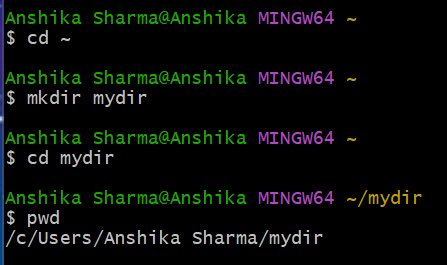 Anshika Sharma@Anshika MINGW64 ~
$ cd ~
Anshika Sharma@Anshika MINGW64 ~
$ mkdir mydir
Anshika Sharma@Anshika MINGW64 ~
$ cd mydir
Anshika Sharma@Anshika MINGW64 ~/mydir
$ pwd
/c/Users/Anshika Sharma/mydir